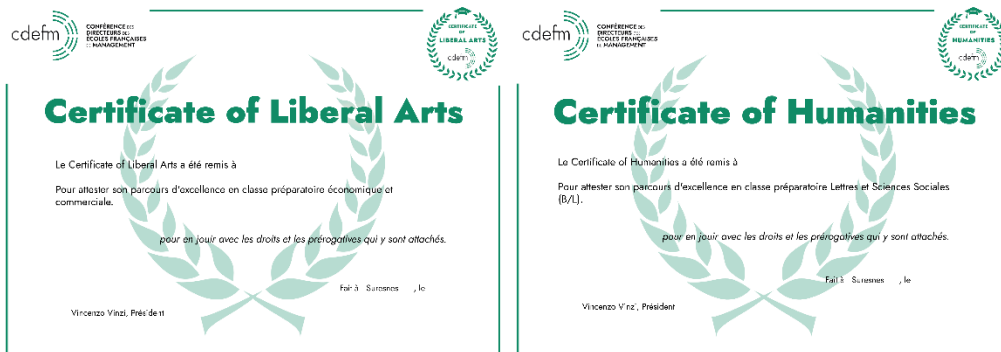 cdefm
CONFÉRENCE DES
DIRECTEURS DES
ÉCOLES FRANÇAISES
DE MANAGEMENT
CERTIFICATE
OF
LIBERAL ARTS
cdefm
Certificate of Liberal Arts
Le Certificate of Liberal Arts a été remis à
Pour attester son parcours d'excellence en classe préparatoire économique et
commerciale.
pour en jouir avec les droits et les prérogatives qui y sont attachés.
Fait à Suresnes , le
Vincenzo Vinzi, Président
cdefm
CONFÉRENCE DES
DIRECTEURS DES
ÉCOLES FRANÇAISES
DE MANAGEMENT
CERTIFICATE
OF
HUMANITIES
cdefm
Certificate of Humanities
Le Certificate of Humanities a été remis à
Pour attester son parcours d'excellence en classe préparatoire Lettres et Sciences Sociales
(B/L).
pour en jouir avec les droits et les prérogatives qui y sont attachés.
Fait à Suresnes , le
Vincenzo Vinzi, Président